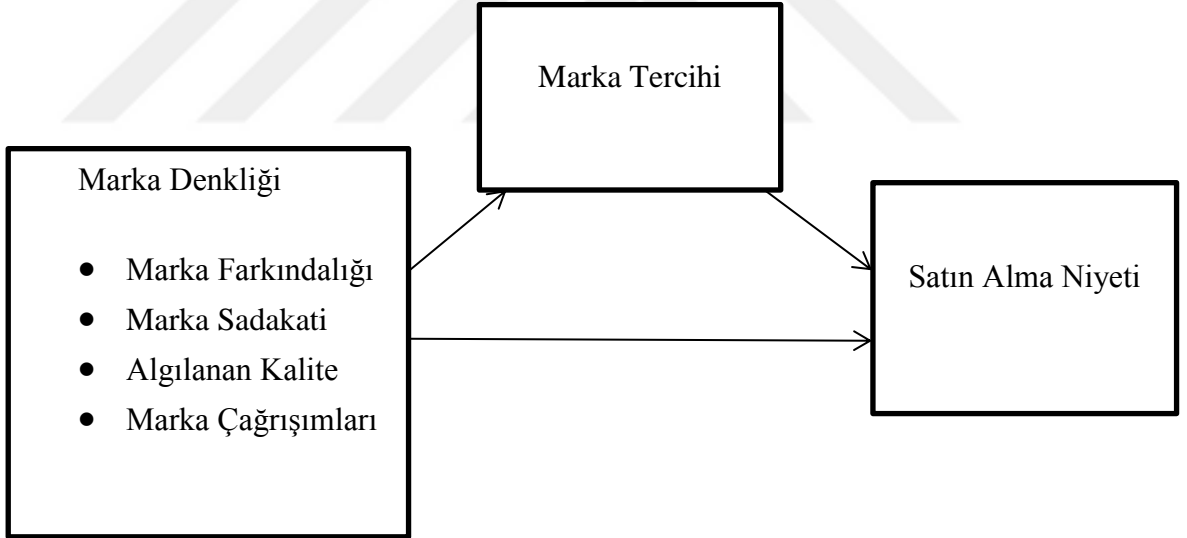 Marka Tercihi
Marka Denkliği
• Marka Farkındalığı
• Marka Sadakati
• Algılanan Kalite
• Marka Çağrışımları
Satın Alma Niyeti